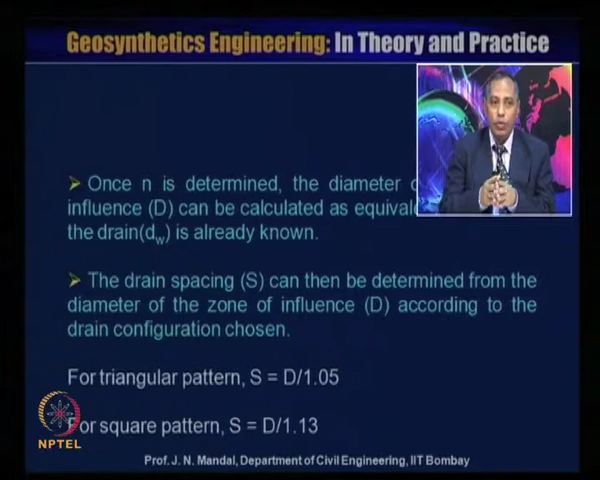 Geosynthetics Engineering: In Theory and Practice
➤ Once n is determined, the diameter
influence (D) can be calculated as
the drain(dw) is already known.
➤ The drain spacing (S) can then be determined from the
diameter of the zone of influence (D) according to the
drain configuration chosen.
For triangular pattern, S = D/1.05
For square pattern, S = D/1.13
NPTEL
Prof. J. N. Mandal, Department of Civil Engineering, IIT Bombay